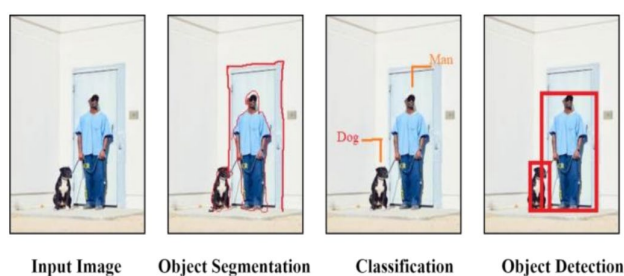 Man
Dog
Input Image
Object Segmentation
Classification
Object Detection